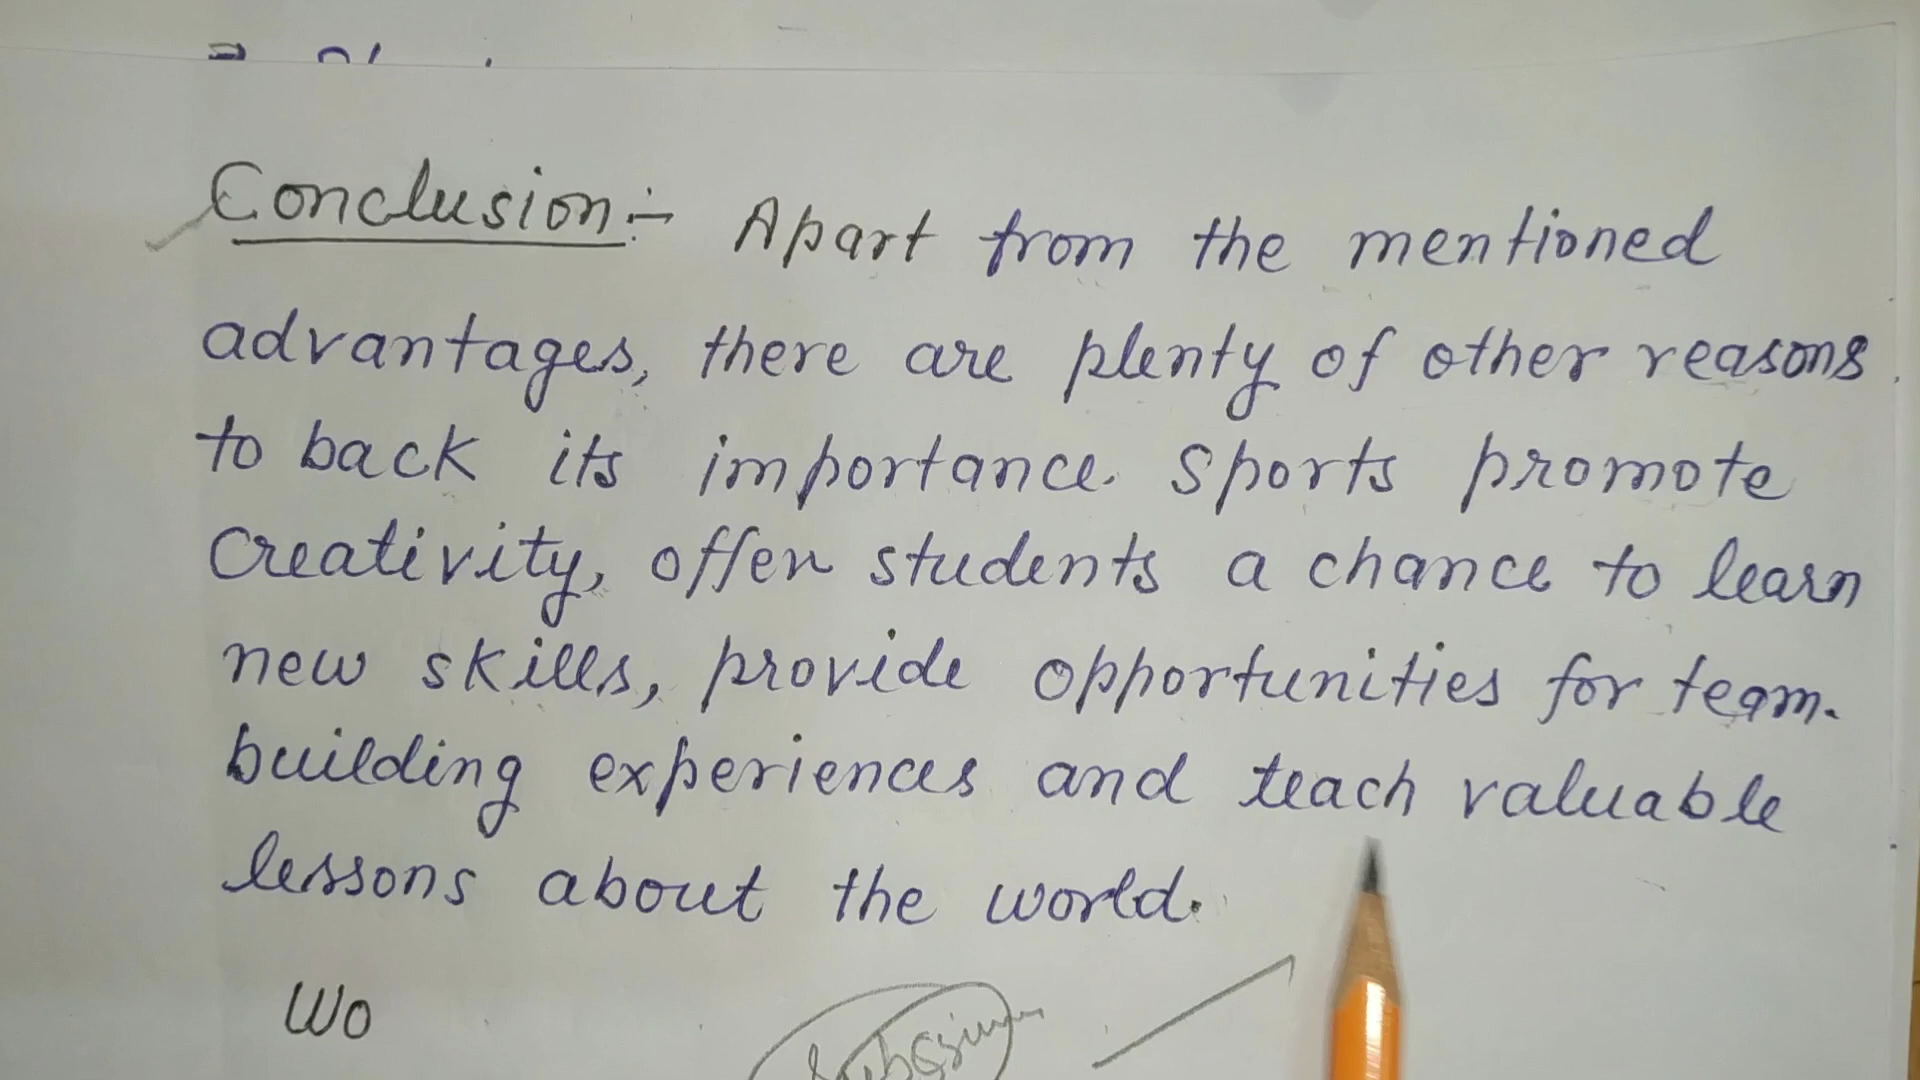 Conclusion:- Apart from the mentioned
advantages, there are plenty of other reasons
to back its importance. Sports promote
Creativity, offer students a chance to learn
new skills, provide opportunities for team.
building experiences and teach valuable
lessons about the world.
Wo